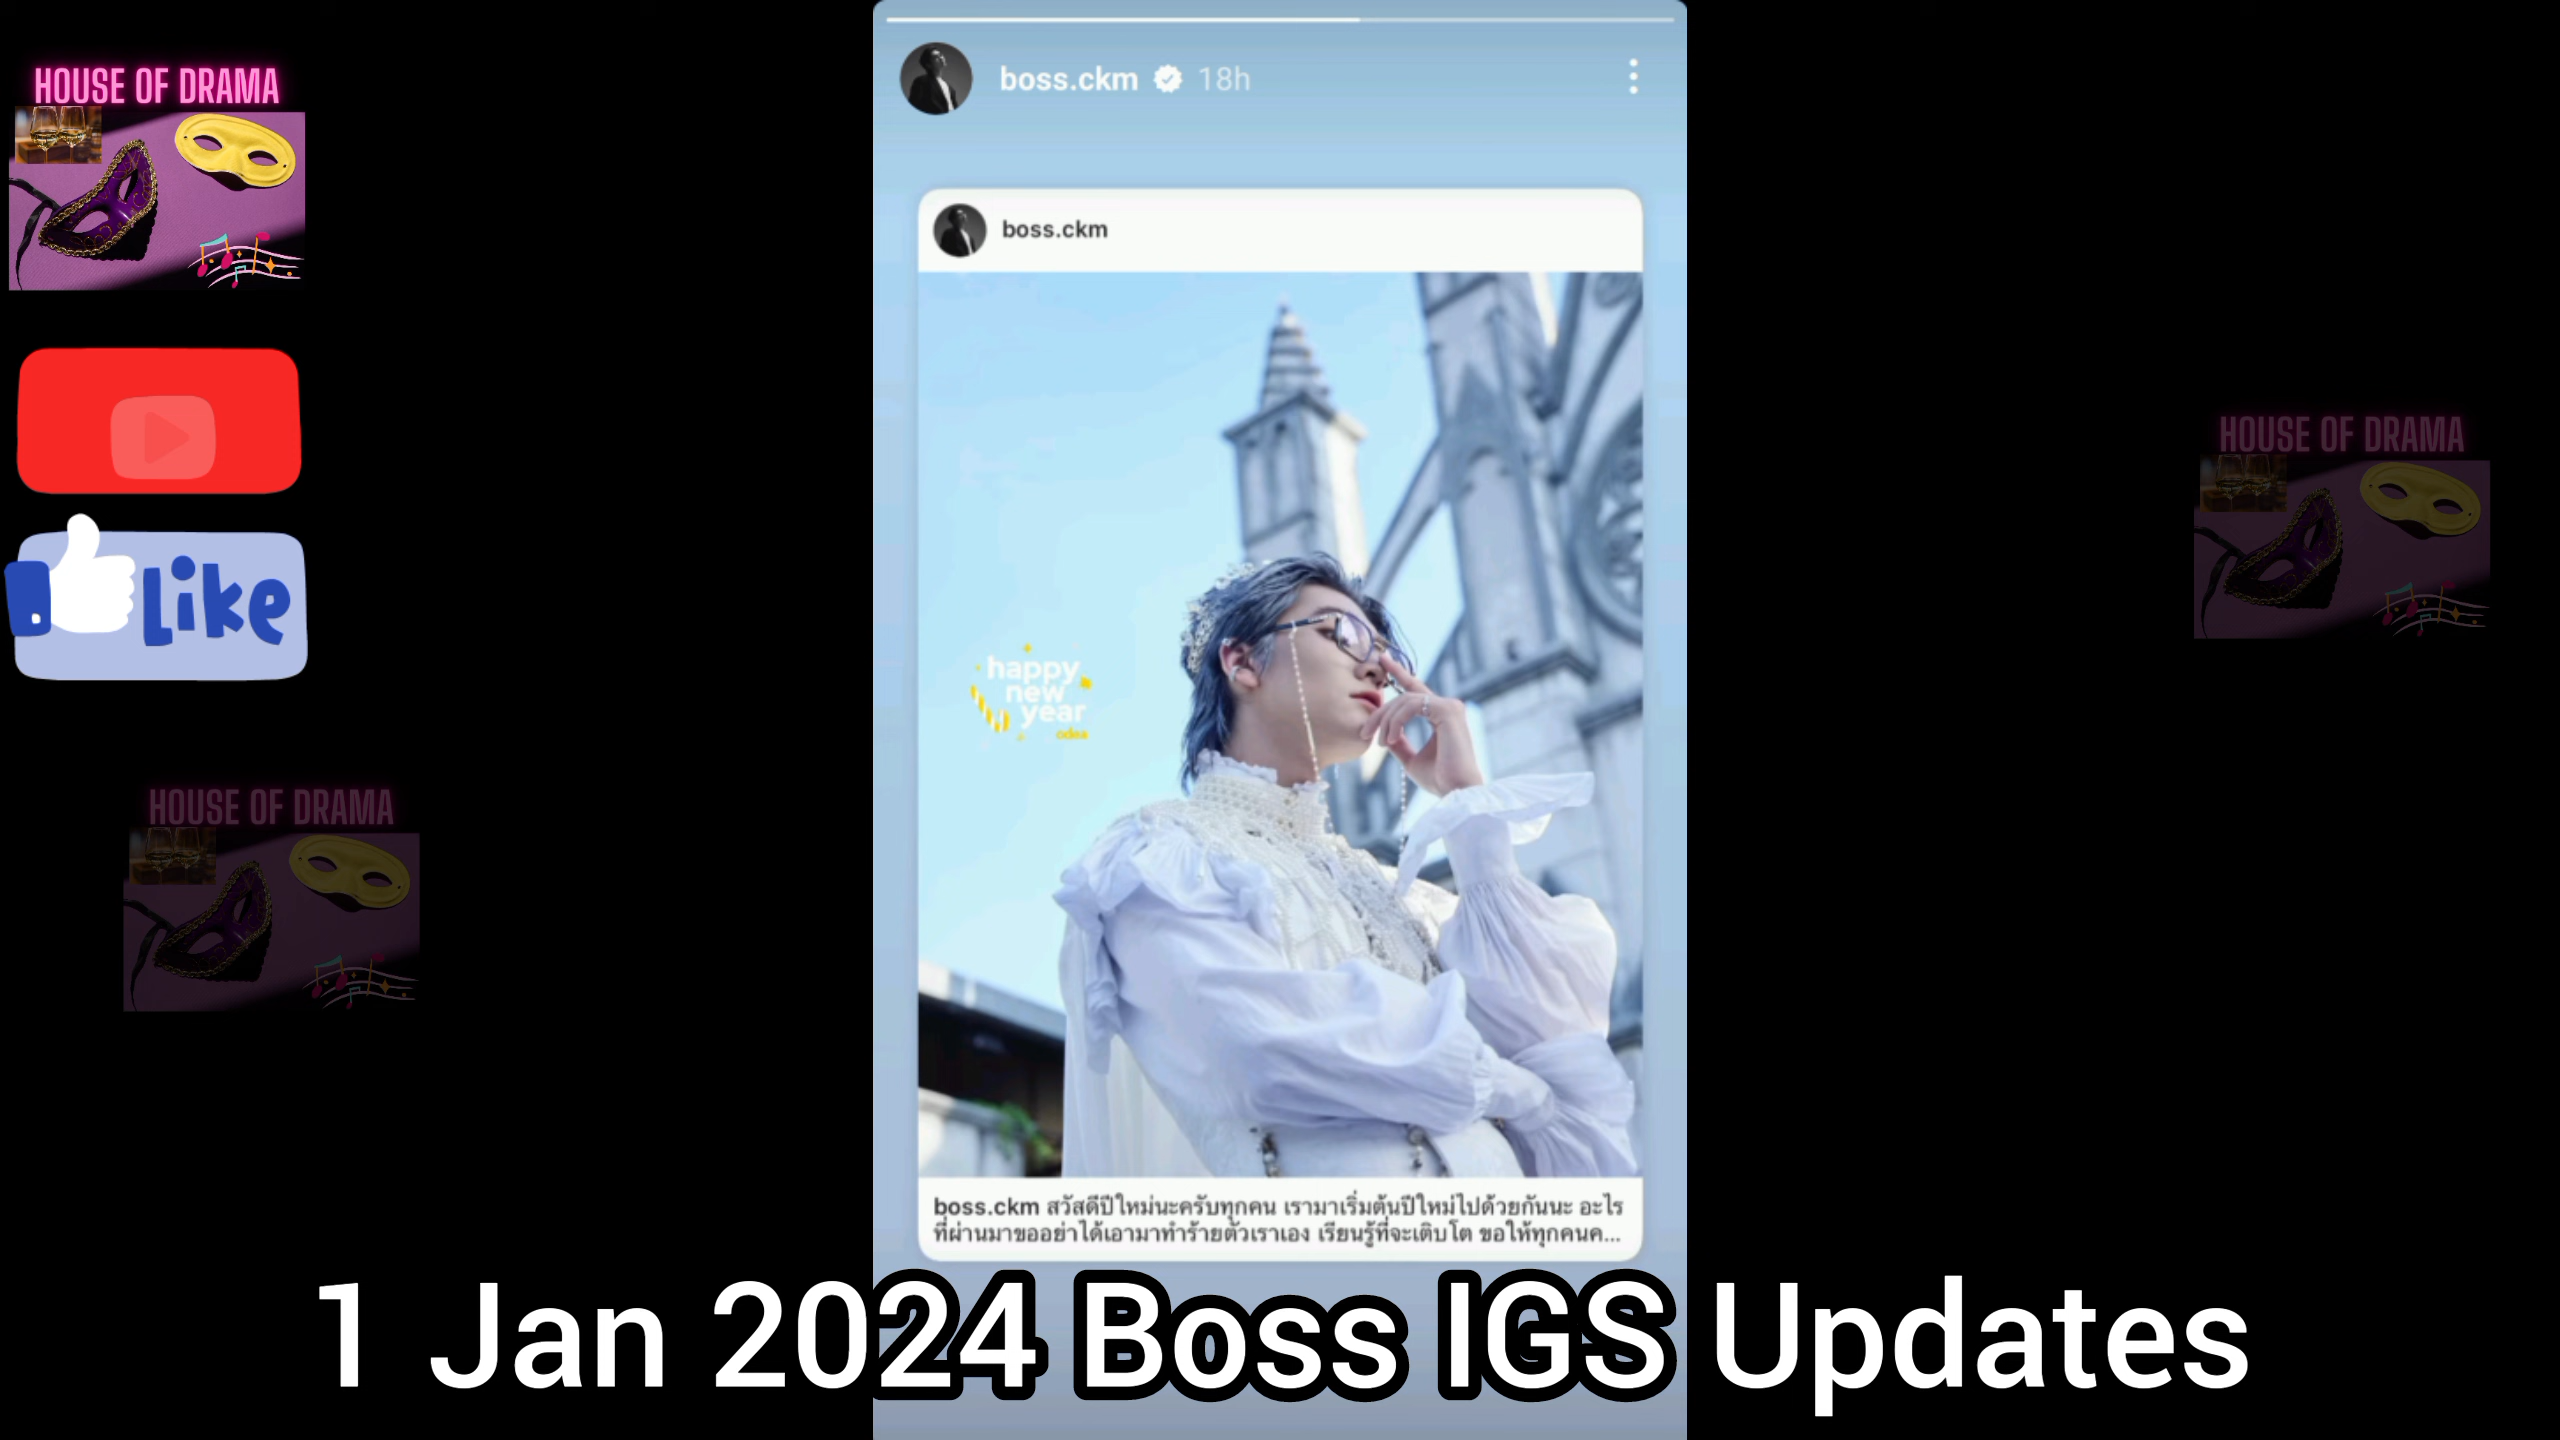 HOUSE OF DRAMA
Like
boss.ckm 18h
boss.ckm
happy
new
year
odea
boss.ckm สวัสดีปีใหม่นะครับทุกคน เรามาเริ่มต้นปีใหม่ไปด้วยกันนะ อะไร
ที่ผ่านมาขออย่าได้เอามาทำร้ายตัวเราเอง เรียนรู้ที่จะเติบโต ขอให้ทุกคนค...
HOUSE OF DRAMA
HOUSE OF DRAMA
1 Jan 2024 Boss IGS Updates